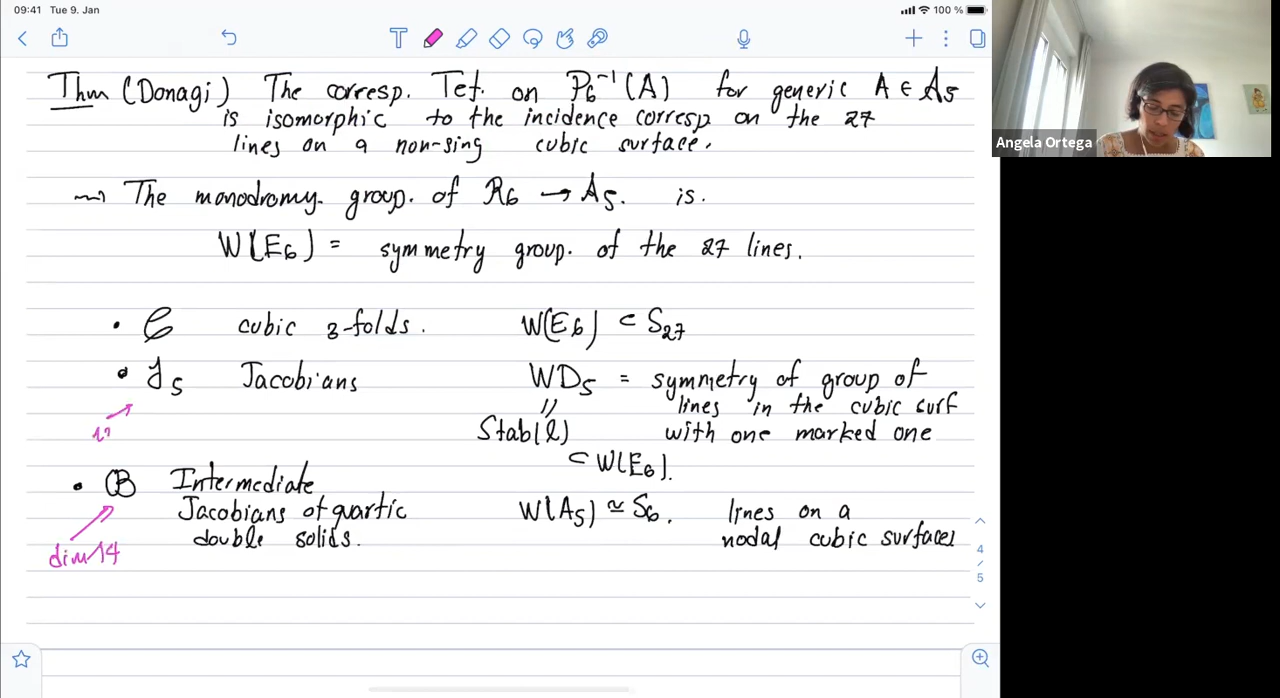 09:41 Tue 9. Jan
100 %
Angela Ortega
Thm (Donagi) The corresp. Tet. on P₆⁻¹(A) for generic A ∈ A₅
is isomorphic to the incidence corresp on the 27
lines on a non-sing cubic surface.
⇝ The monodromy. group. of R₆ → A₅. is.
W(E₆) = symmetry group. of the 27 lines.
• C cubic 3-folds. W(E₆) ⊂ S₂₇
• J₅ Jacobians WD₅ = symmetry of group of
lines in the cubic surf
Stab(l) with one marked one
⊂ W(E₆).
• B Intermediate
Jacobians of quartic W(A₅) ≃ S₆. lines on a
double solids. nodal cubic surfaces
dim 14
4
/
5